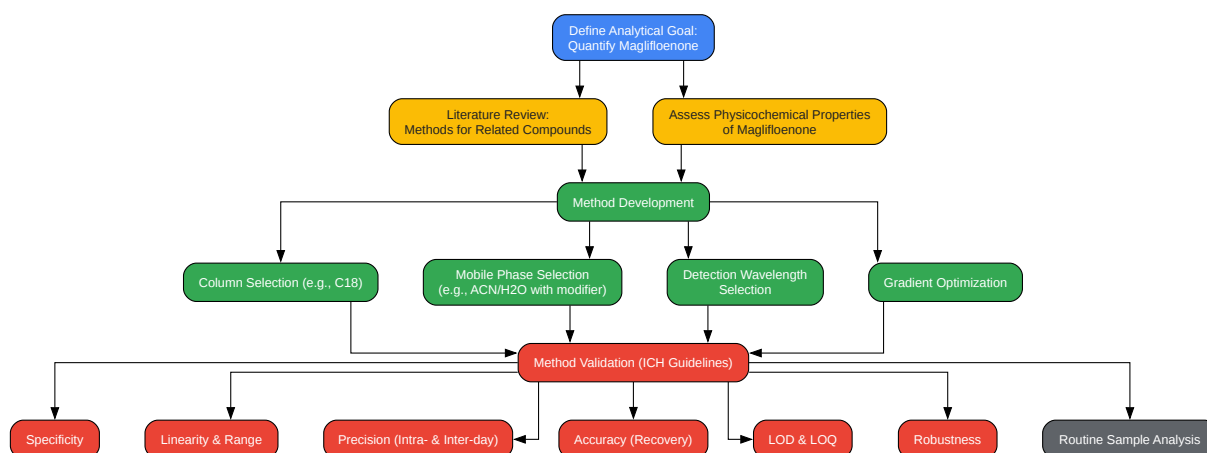 Define Analytical Goal:
Quantify Maglifloenone
Literature Review:
Methods for Related Compounds
Assess Physicochemical Properties
of Maglifloenone
Method Development
Column Selection (e.g., C18)
Mobile Phase Selection
(e.g., ACN/H2O with modifier)
Detection Wavelength
Selection
Gradient Optimization
Method Validation (ICH Guidelines)
Specificity
Linearity & Range
Precision (Intra- & Inter-day)
Accuracy (Recovery)
LOD & LOQ
Robustness
Routine Sample Analysis